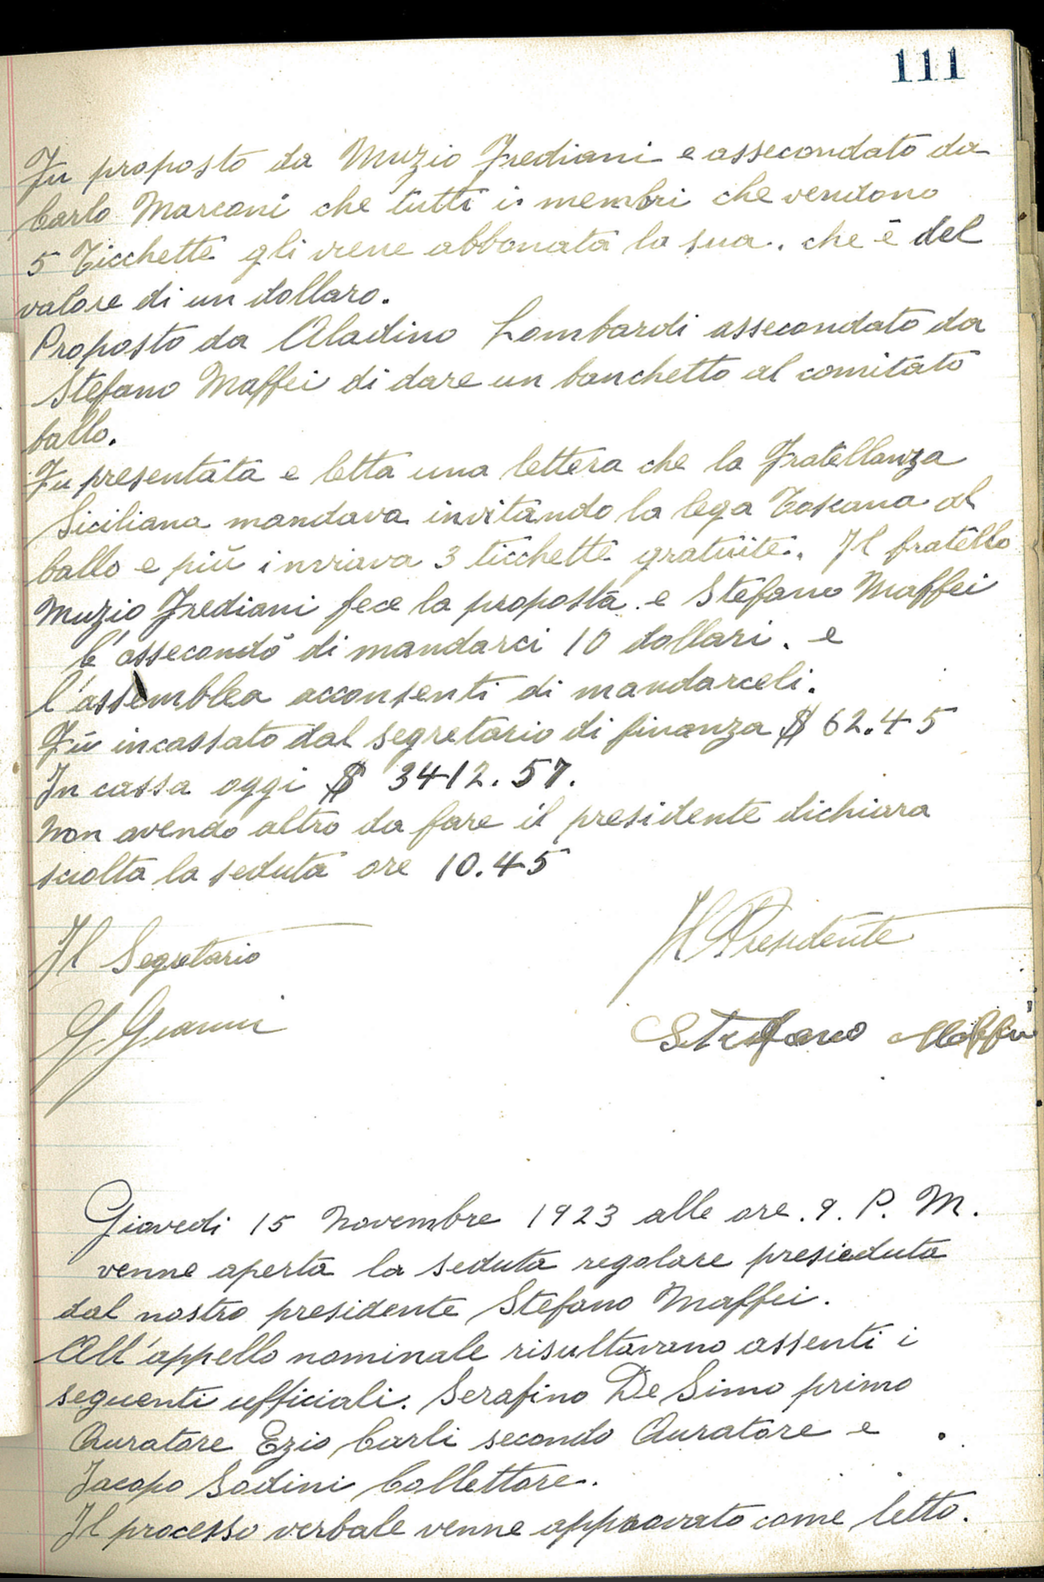 111
Fu proposto da Muzio Frediani e assecondato da
Carlo Marconi che tutti i membri che vendono
5 Ticchette gli viene abbonata la sua. che è del
valore di un dollaro.
Proposto da Aladino Lombardi assecondato da
Stefano Maffei di dare un banchetto al comitato
ballo.
Fu presentata e letta una lettera che la Fratellanza
Siciliana mandava invitando la lega Toscana al
ballo e più inviava 3 ticchette gratuite. Il fratello
Muzio Frediani fece la proposta e Stefano Maffei
l'assecondò di mandarci 10 dollari. e
l'assemblea acconsenti di mandarceli.
Fù incassato dal segretario di finanza $ 62.45
In cassa oggi $ 3412.57.
Non avendo altro da fare il presidente dichiara
sciolta la seduta ore 10.45
Il Segretario
Il Presidente
G. Gianni
Steffano Maffei
Giovedi 15 Novembre 1923 alle ore. 9. P. M.
venne aperta la seduta regolare presieduta
dal nostro presidente Stefano Maffei.
All'appello nominale risultavano assenti i
seguenti ufficiali. Serafino De Simo primo
Curatore Ezio Carli secondo Curatore e
Jacopo Sodini Collettore.
Il processo verbale venne approvato come letto.